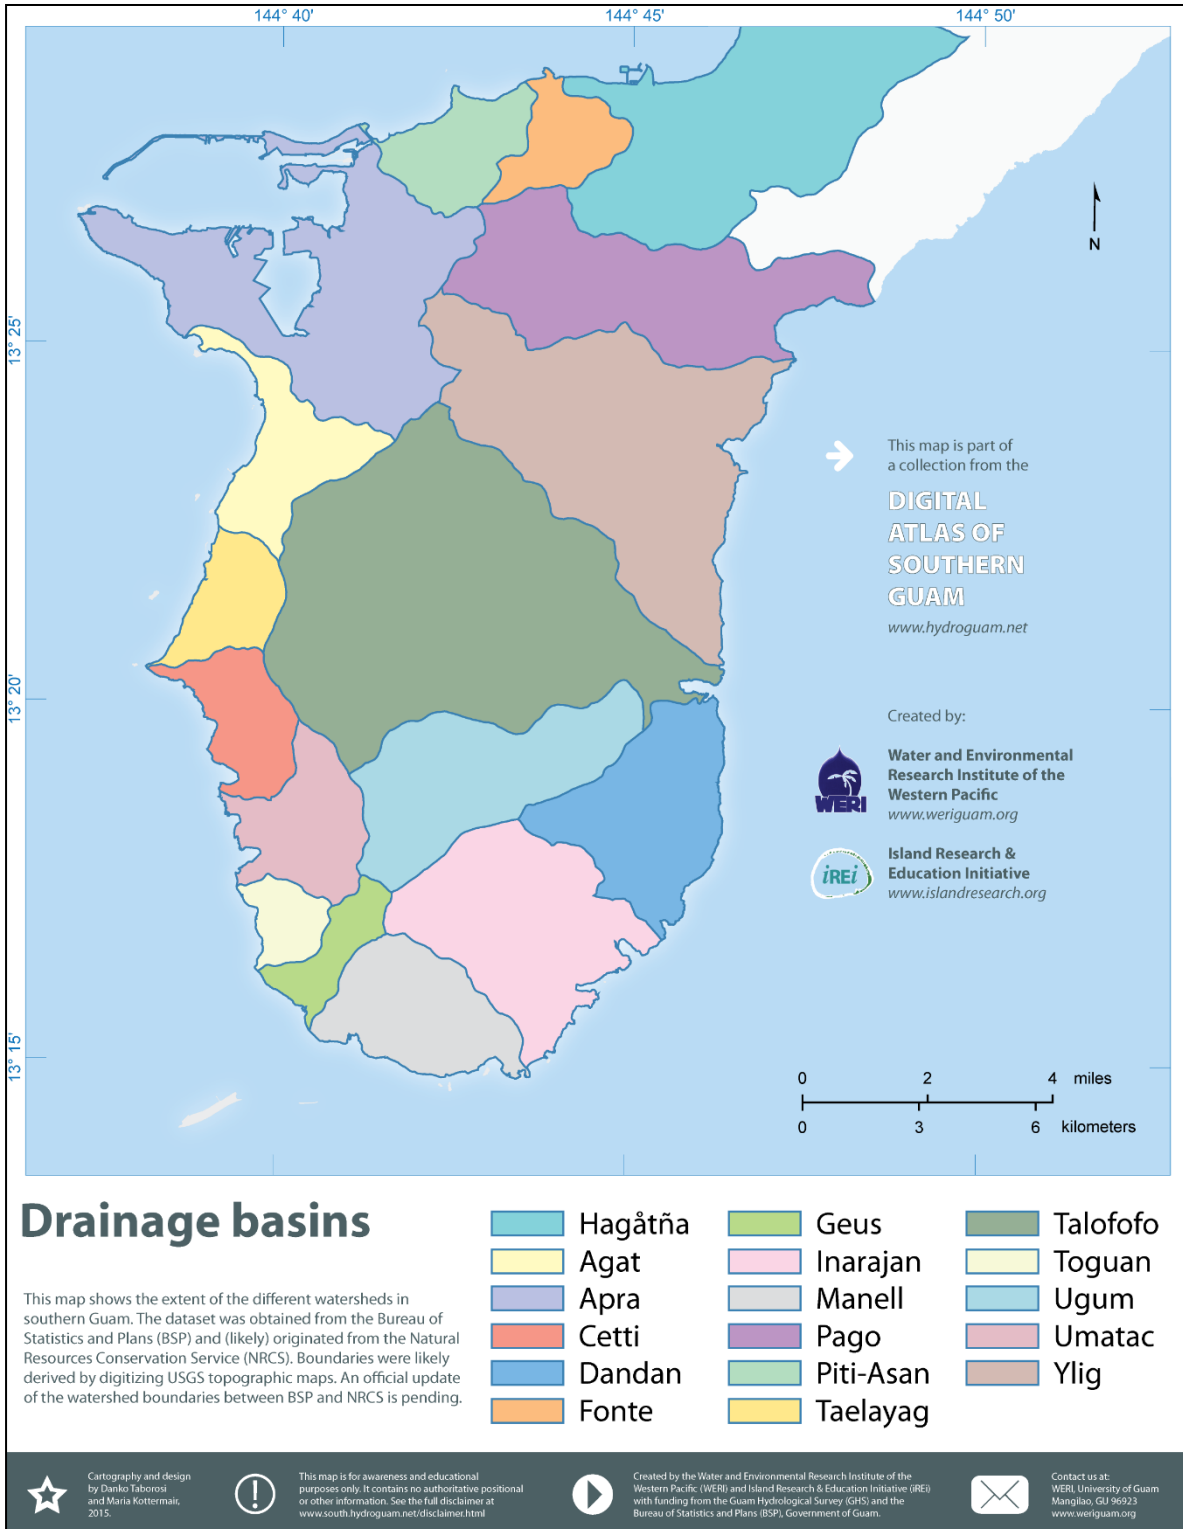 144° 40'
144° 45'
144° 50'
N
13° 25'
This map is part of
a collection from the
DIGITAL
ATLAS OF
SOUTHERN
GUAM
www.hydroguam.net
13° 20'
Created by:
WERI
Water and Environmental
Research Institute of the
Western Pacific
www.weriguam.org
iREi
Island Research &
Education Initiative
www.islandresearch.org
13° 15'
0 2 4 miles
0 3 6 kilometers
Drainage basins
This map shows the extent of the different watersheds in
southern Guam. The dataset was obtained from the Bureau of
Statistics and Plans (BSP) and (likely) originated from the Natural
Resources Conservation Service (NRCS). Boundaries were likely
derived by digitizing USGS topographic maps. An official update
of the watershed boundaries between BSP and NRCS is pending.
Hagåtña
Agat
Apra
Cetti
Dandan
Fonte
Geus
Inarajan
Manell
Pago
Piti-Asan
Taelayag
Talofofo
Toguan
Ugum
Umatac
Ylig
Cartography and design
by Danko Taborosi
and Maria Kottermair,
2015.
This map is for awareness and educational
purposes only. It contains no authoritative positional
or other information. See the full disclaimer at
www.south.hydroguam.net/disclaimer.html
Created by the Water and Environmental Research Institute of the
Western Pacific (WERI) and Island Research & Education Initiative (iREi)
with funding from the Guam Hydrological Survey (GHS) and the
Bureau of Statistics and Plans (BSP), Government of Guam.
Contact us at:
WERI, University of Guam
Mangilao, GU 96923
www.weriguam.org